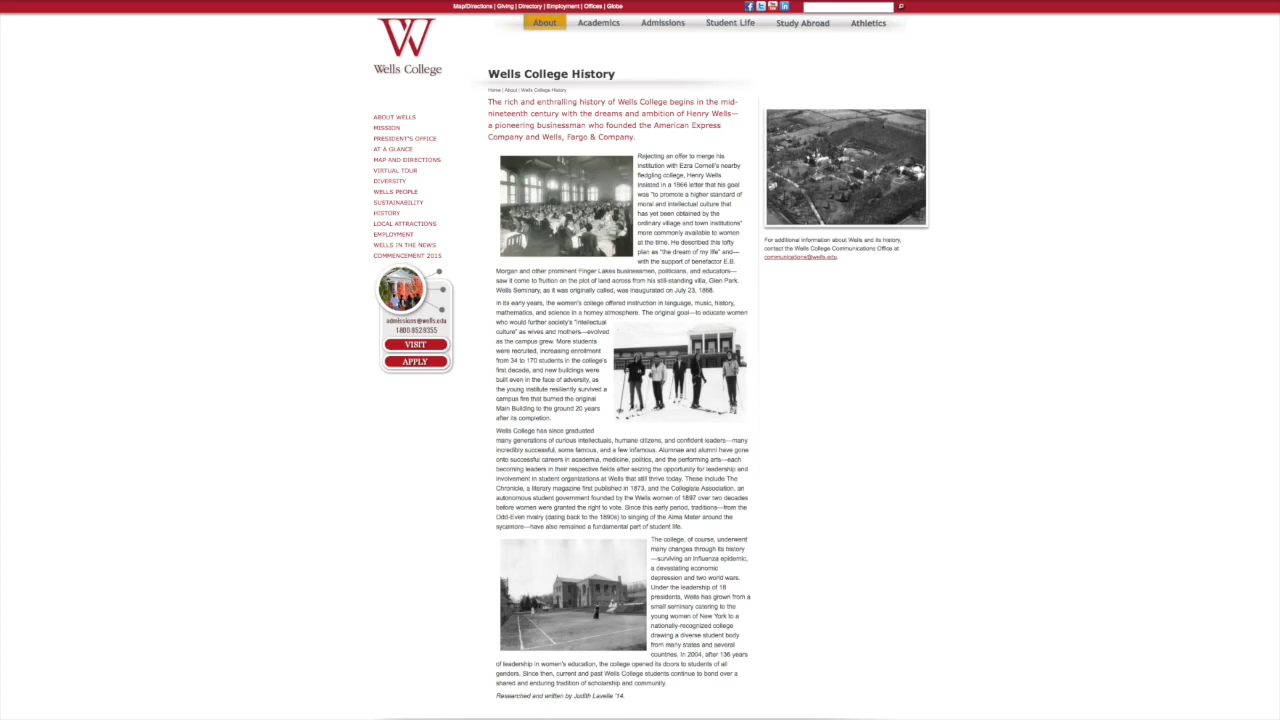 Map/Directions | Giving | Directory | Employment | Offices | Globe
About Academics Admissions Student Life Study Abroad Athletics
W
Wells College
Wells College History
Home | About | Wells College History
ABOUT WELLS
MISSION
PRESIDENT'S OFFICE
AT A GLANCE
MAP AND DIRECTIONS
VIRTUAL TOUR
DIVERSITY
WELLS PEOPLE
SUSTAINABILITY
HISTORY
LOCAL ATTRACTIONS
EMPLOYMENT
WELLS IN THE NEWS
COMMENCEMENT 2015
admissions@wells.edu
1 800 952 9355
VISIT
APPLY
The rich and enthralling history of Wells College begins in the mid-
nineteenth century with the dreams and ambition of Henry Wells—
a pioneering businessman who founded the American Express
Company and Wells, Fargo & Company.
Rejecting an offer to merge his
institution with Ezra Cornell's nearby
fledgling college, Henry Wells
insisted in a 1866 letter that his goal
was "to promote a higher standard of
moral and intellectual culture that
has yet been obtained by the
ordinary village and town institutions"
more commonly available to women
at the time. He described this lofty
plan as "the dream of my life" and—
with the support of benefactor E.B.
Morgan and other prominent Finger Lakes businessmen, politicians, and educators—
saw it come to fruition on the plot of land across from his still-standing villa, Glen Park.
Wells Seminary, as it was originally called, was inaugurated on July 23, 1868.
In its early years, the women's college offered instruction in language, music, history,
mathematics, and science in a homey atmosphere. The original goal—to educate women
who would further society's "intellectual
culture" as wives and mothers—evolved
as the campus grew. More students
were recruited, increasing enrollment
from 34 to 170 students in the college's
first decade, and new buildings were
built even in the face of adversity, as
the young institute resiliently survived a
campus fire that burned the original
Main Building to the ground 20 years
after its completion.
Wells College has since graduated
many generations of curious intellectuals, humane citizens, and confident leaders—many
incredibly successful, some famous, and a few infamous. Alumnae and alumni have gone
onto successful careers in academia, medicine, politics, and the performing arts—each
becoming leaders in their respective fields after seizing the opportunity for leadership and
involvement in student organizations at Wells that still thrive today. These include The
Chronicle, a literary magazine first published in 1873, and the Collegiate Association, an
autonomous student government founded by the Wells women of 1897 over two decades
before women were granted the right to vote. Since this early period, traditions—from the
Odd-Even rivalry (dating back to the 1890s) to singing of the Alma Mater around the
sycamore—have also remained a fundamental part of student life.
The college, of course, underwent
many changes through its history
—surviving an influenza epidemic,
a devastating economic
depression and two world wars.
Under the leadership of 18
presidents, Wells has grown from a
small seminary catering to the
young women of New York to a
nationally-recognized college
drawing a diverse student body
from many states and several
countries. In 2004, after 136 years
of leadership in women's education, the college opened its doors to students of all
genders. Since then, current and past Wells College students continue to bond over a
shared and enduring tradition of scholarship and community.
Researched and written by Judith Lavelle '14.
For additional information about Wells and its history,
contact the Wells College Communications Office at
communications@wells.edu.